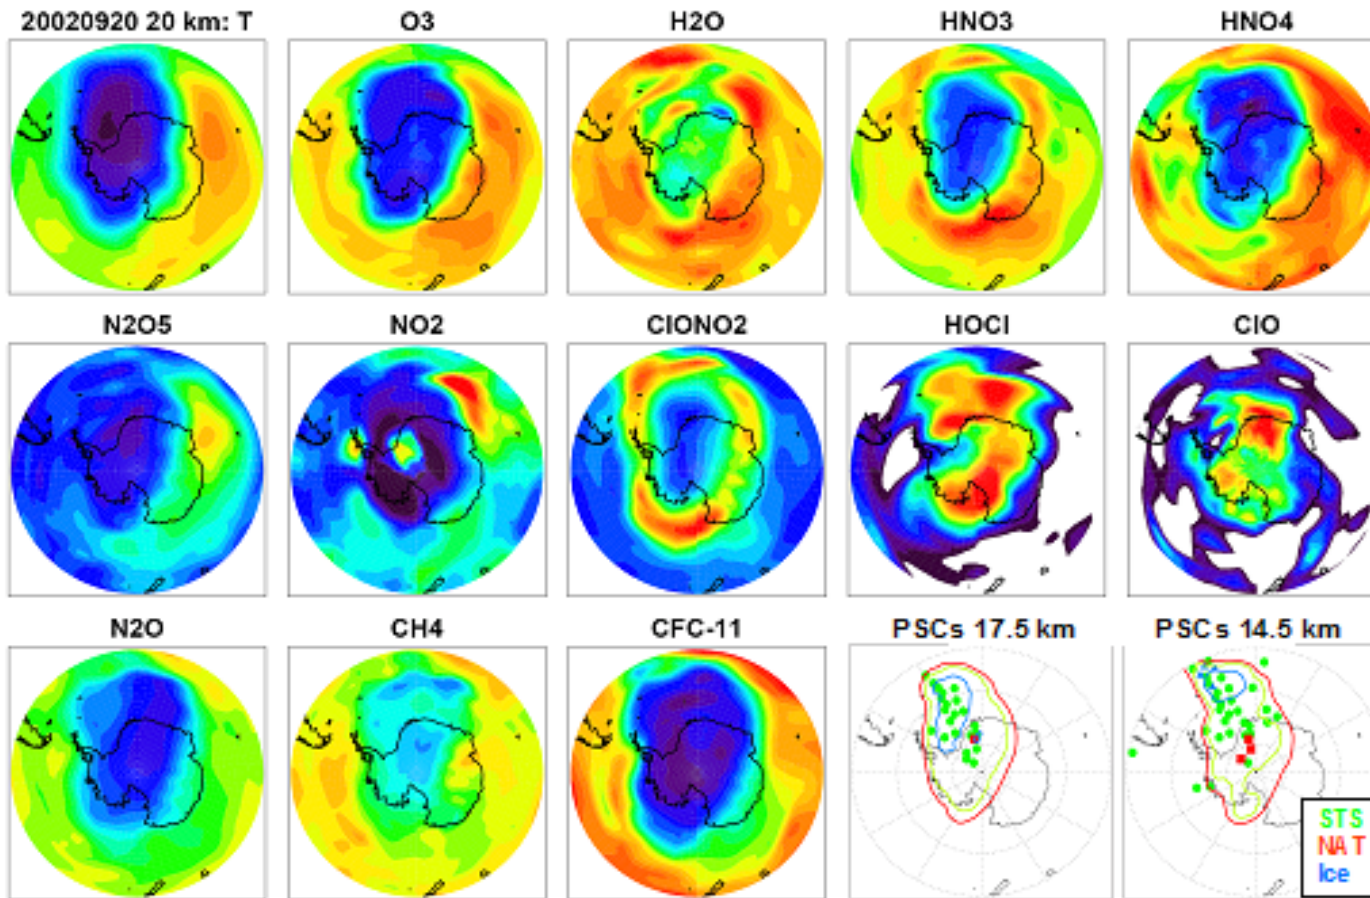 20020920 20 km: T
O3
H2O
HNO3
HNO4
N2O5
NO2
ClONO2
HOCl
ClO
N2O
CH4
CFC-11
PSCs 17.5 km
PSCs 14.5 km
STS
NAT
Ice